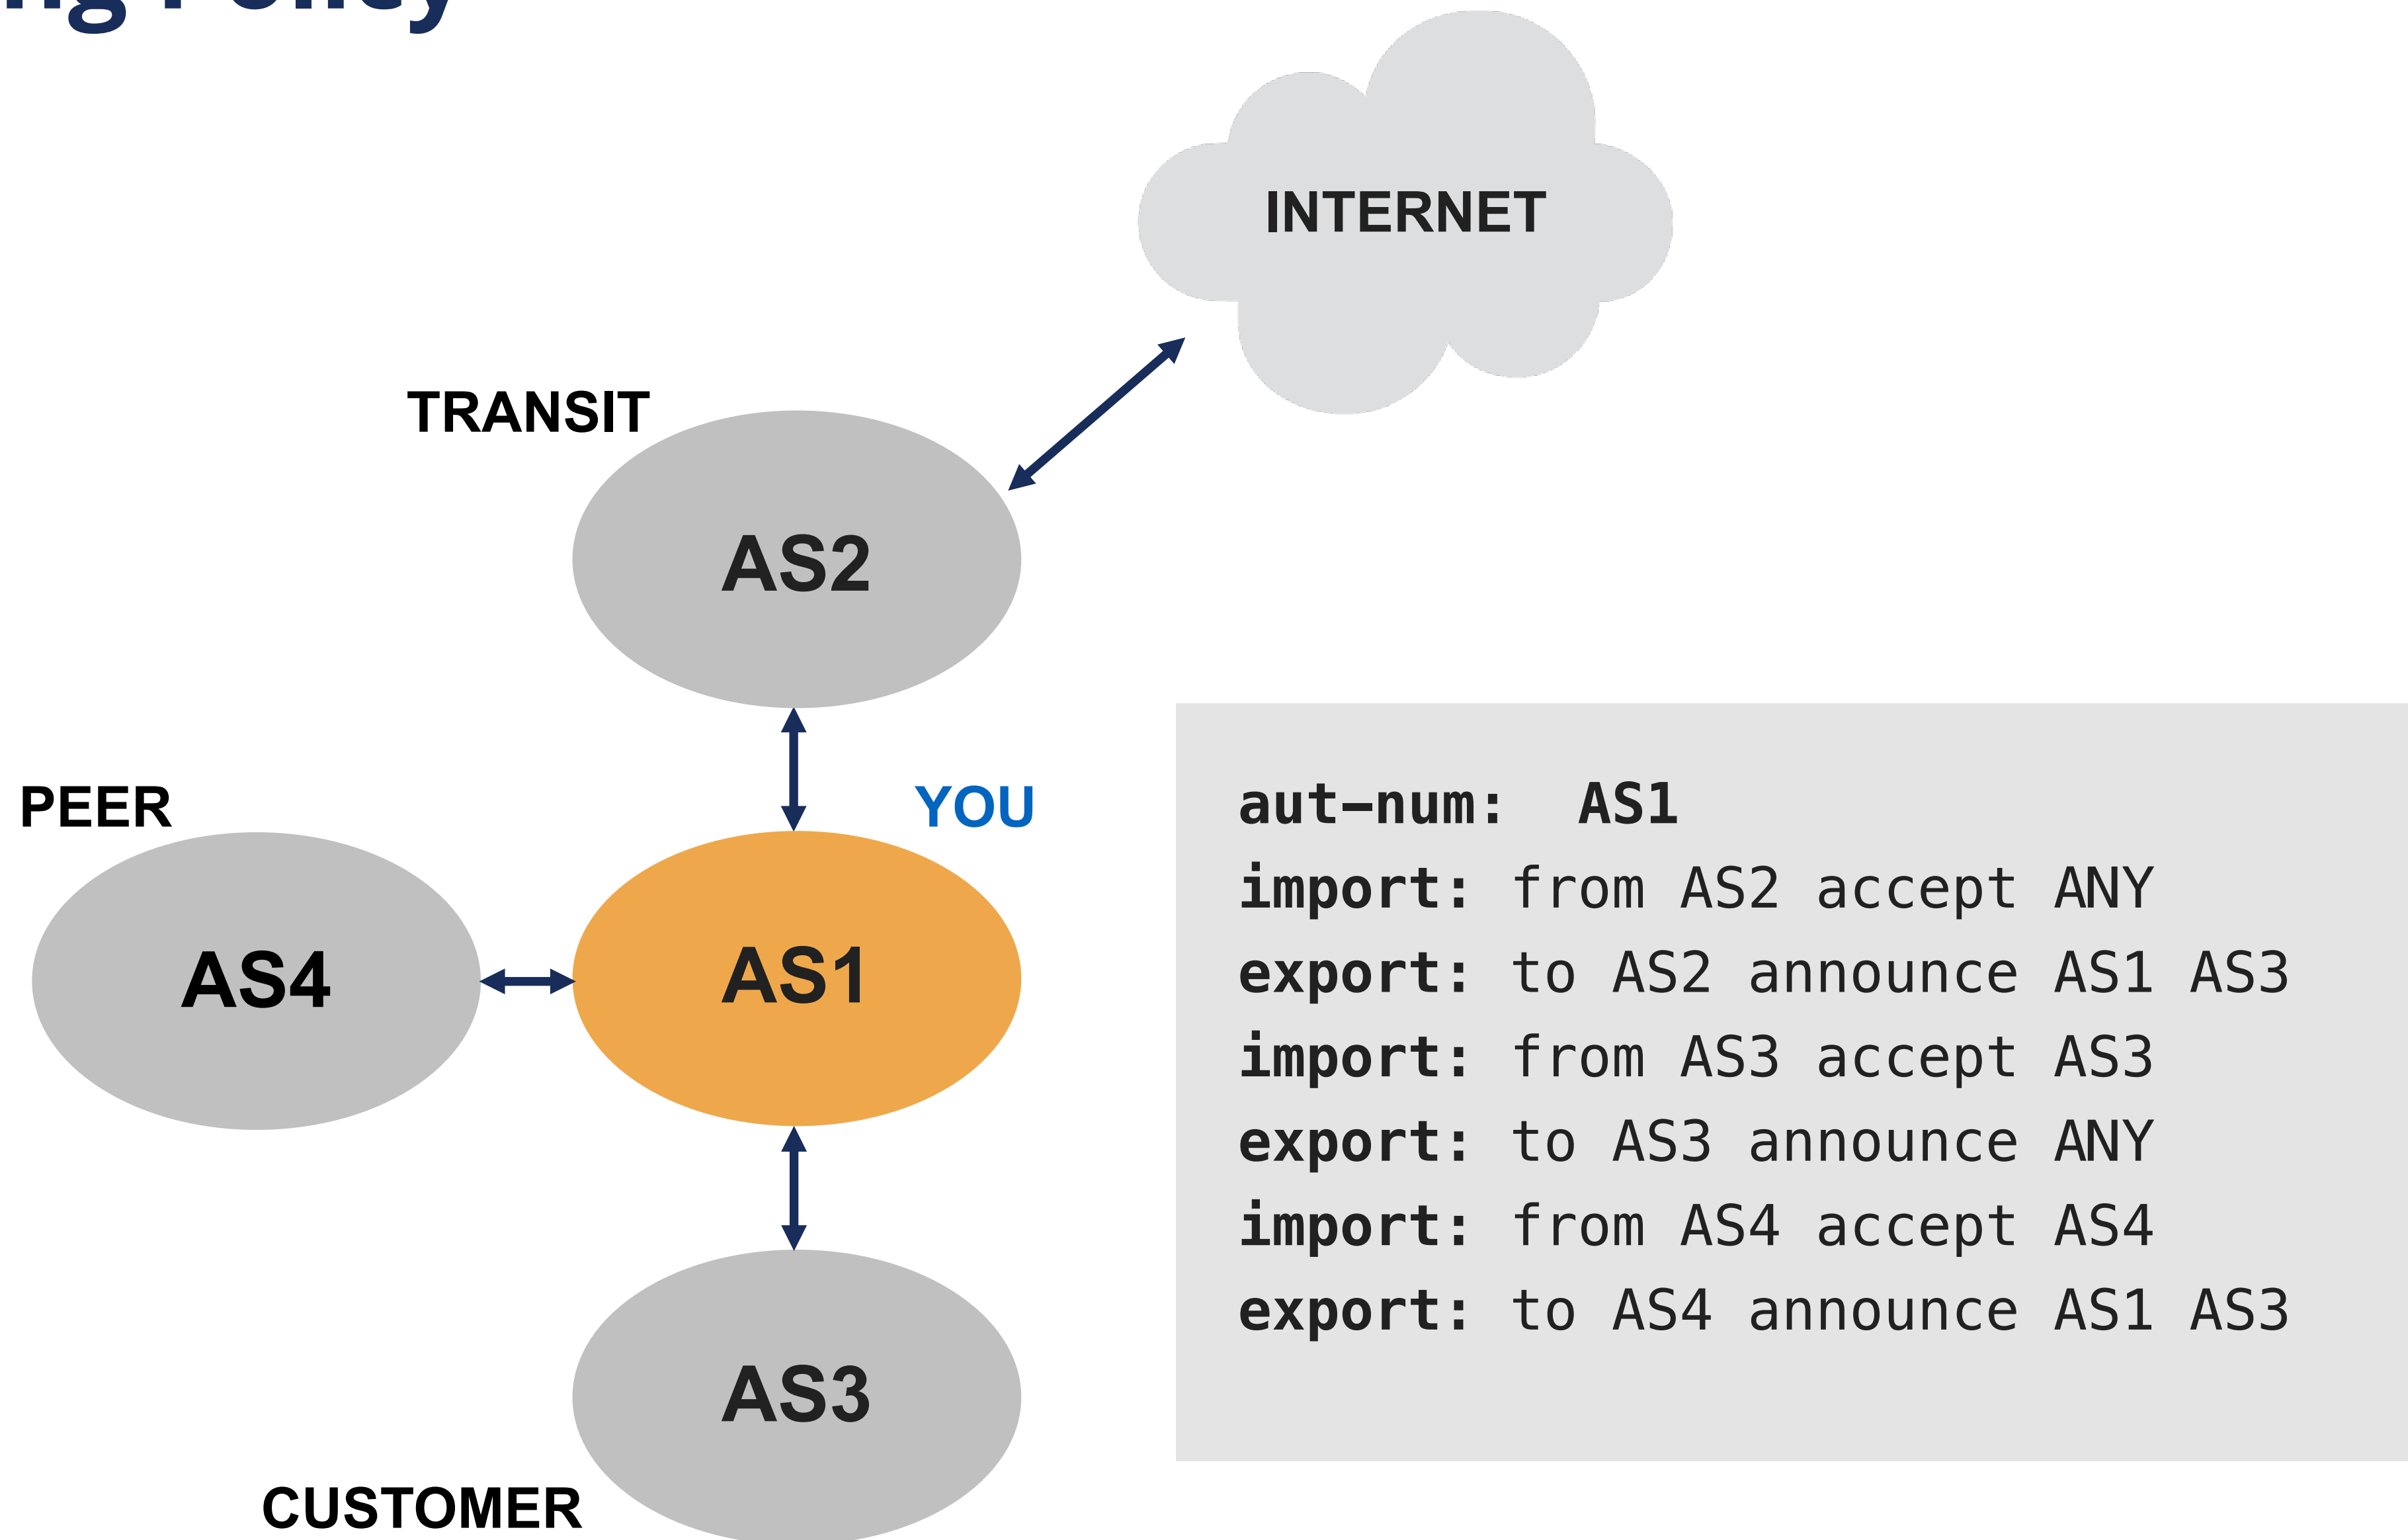 ng Policy
INTERNET
TRANSIT
AS2
PEER
YOU
AS4
AS1
AS3
CUSTOMER
aut-num: AS1
import: from AS2 accept ANY
export: to AS2 announce AS1 AS3
import: from AS3 accept AS3
export: to AS3 announce ANY
import: from AS4 accept AS4
export: to AS4 announce AS1 AS3